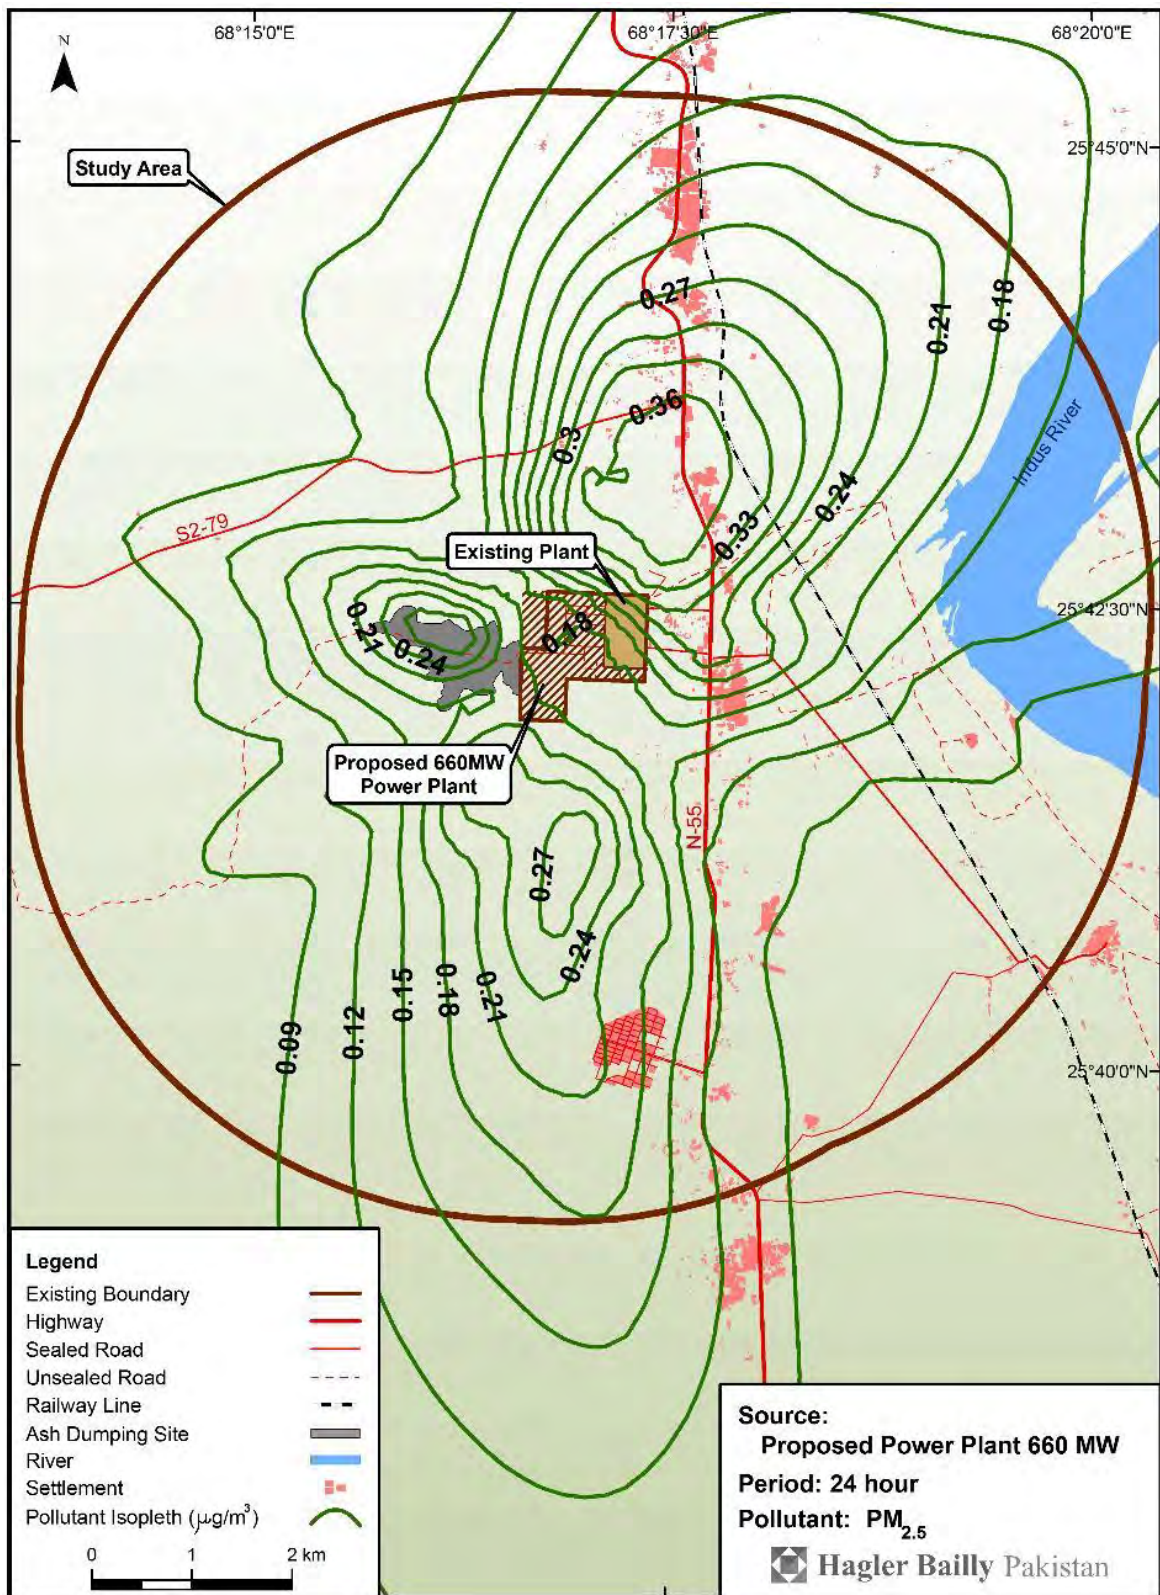 N
68°15'0"E
68°17'30"E
68°20'0"E
25°45'0"N
Study Area
0.27
0.21
0.18
0.36
0.3
Indus River
0.24
S2-79
0.33
Existing Plant
25°42'30"N
0.21
0.18
0.24
Proposed 660MW
Power Plant
N-55
0.27
0.24
0.15
0.18
0.21
0.12
0.09
25°40'0"N
Legend
Existing Boundary
Highway
Sealed Road
Unsealed Road
Railway Line
Ash Dumping Site
River
Settlement
Pollutant Isopleth (µg/m³)
0 1 2 km
Source:
Proposed Power Plant 660 MW
Period: 24 hour
Pollutant: PM2.5
Hagler Bailly Pakistan